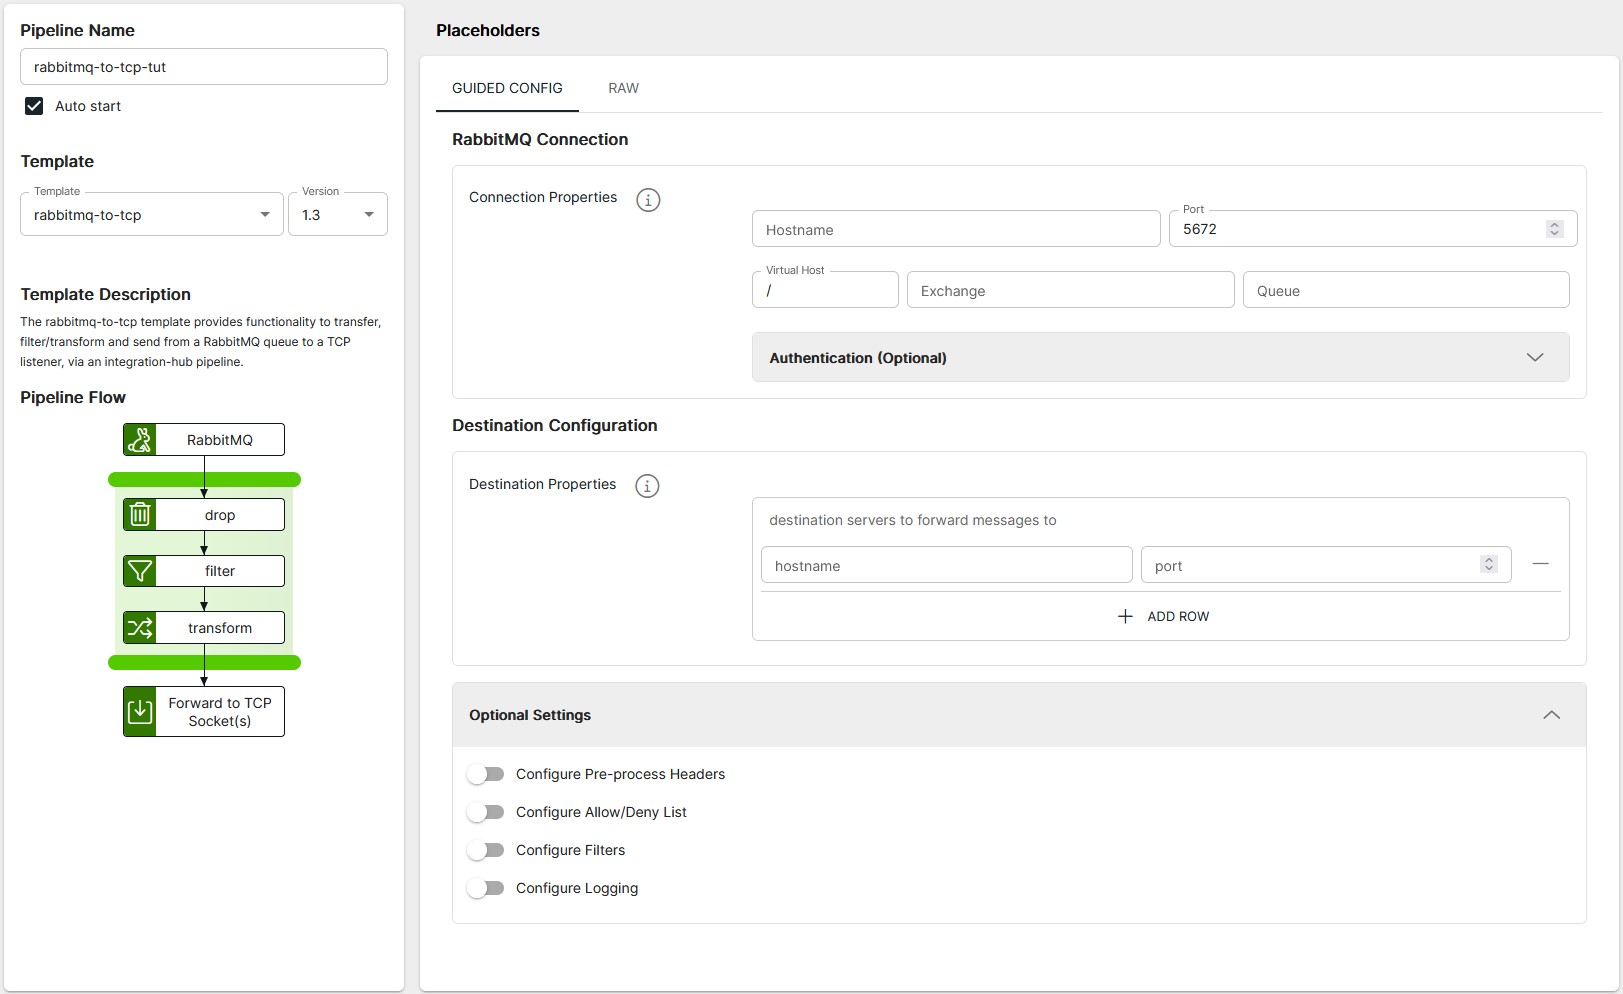 Pipeline Name
rabbitmq-to-tcp-tut
Auto start
Template
Template
rabbitmq-to-tcp
Version
1.3
Template Description
The rabbitmq-to-tcp template provides functionality to transfer,
filter/transform and send from a RabbitMQ queue to a TCP
listener, via an integration-hub pipeline.
Pipeline Flow
RabbitMQ
drop
filter
transform
Forward to TCP
Socket(s)
Placeholders
GUIDED CONFIG
RAW
RabbitMQ Connection
Connection Properties
Hostname
Port
5672
Virtual Host
/
Exchange
Queue
Authentication (Optional)
Destination Configuration
Destination Properties
destination servers to forward messages to
hostname
port
ADD ROW
Optional Settings
Configure Pre-process Headers
Configure Allow/Deny List
Configure Filters
Configure Logging